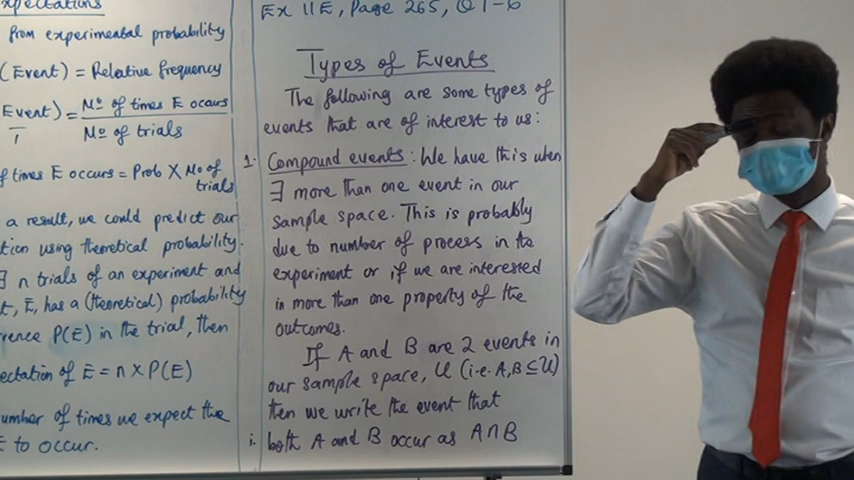 xpectations
from experimental probability
(Event) = Relative frequency
Event) = No of times E occurs
No of trials
f times E occurs = Prob X No of
trials
a result, we could predict our
tion using theoretical probability.
∃ n trials of an experiment and
t, E, has a (theoretical) probability
rence P(E) in the trial, then
ectation of E = n X P(E)
umber of times we expect the
E to occur.
Ex 11E, Page 265, Q1-6
Types of Events
The following are some types of
events that are of interest to us:
1. Compound events: We have this when
∃ more than one event in our
sample space. This is probably
due to number of process in the
experiment or if we are interested
in more than one property of the
outcomes.
If A and B are 2 events in
our sample space, U (i.e. A,B ⊆ U)
then we write the event that
i. both A and B occur as A∩B